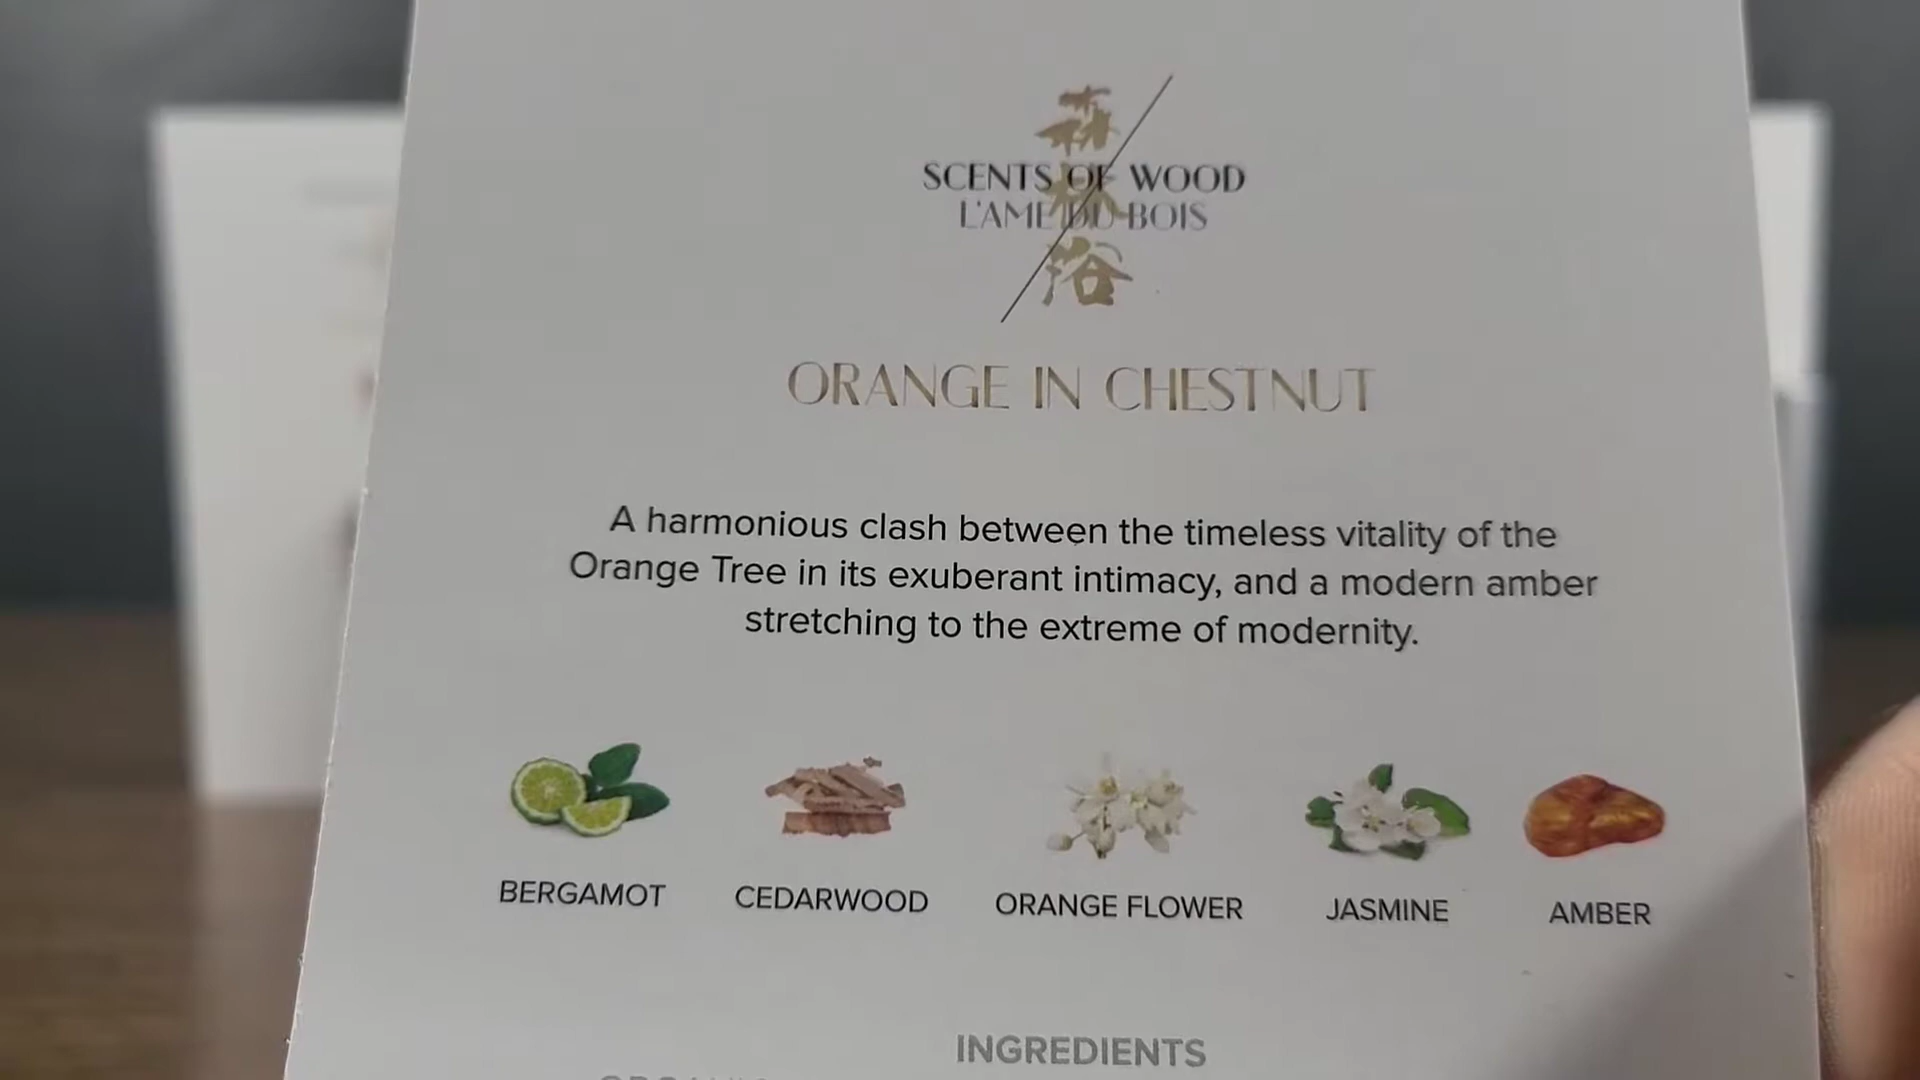 森
SCENTS OF WOOD
L'AME DU BOIS
浴
ORANGE IN CHESTNUT
A harmonious clash between the timeless vitality of the
Orange Tree in its exuberant intimacy, and a modern amber
stretching to the extreme of modernity.
BERGAMOT CEDARWOOD ORANGE FLOWER JASMINE AMBER
INGREDIENTS